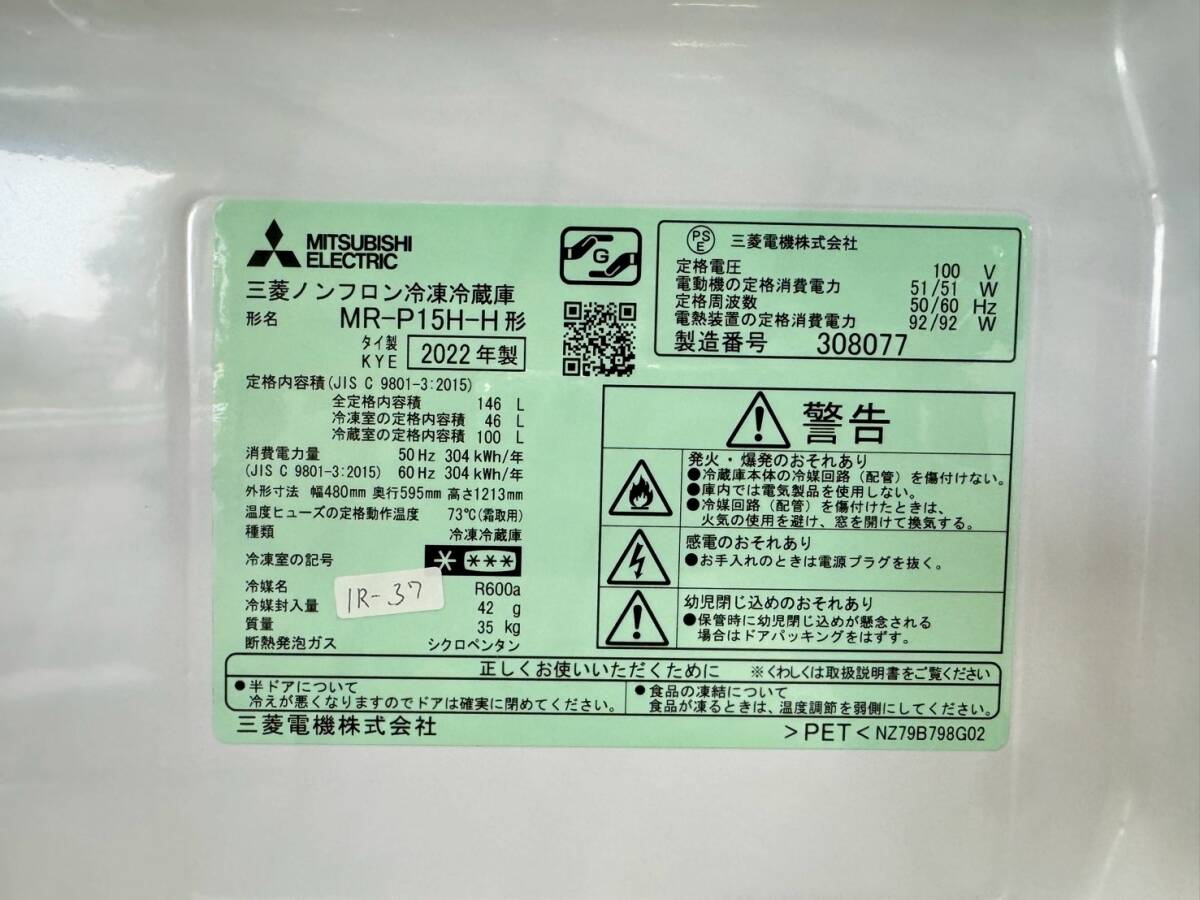 MITSUBISHI
ELECTRIC
三菱ノンフロン冷凍冷蔵庫
形名 MR-P15H-H形
タイ製
KYE 2022年製
定格内容積(JIS C 9801-3:2015)
全定格内容積 146 L
冷凍室の定格内容積 46 L
冷蔵室の定格内容積 100 L
消費電力量 50Hz 304kWh/年
(JIS C 9801-3:2015) 60Hz 304kWh/年
外形寸法 幅480mm 奥行595mm 高さ1213mm
温度ヒューズの定格動作温度 73℃(霜取用)
種類 冷凍冷蔵庫
冷凍室の記号 * ***
冷媒名 R600a
冷媒封入量 42 g
質量 35 kg
断熱発泡ガス シクロペンタン
1R-37
G
PSE 三菱電機株式会社
定格電圧 100 V
電動機の定格消費電力 51/51 W
定格周波数 50/60 Hz
電熱装置の定格消費電力 92/92 W
製造番号 308077
警告
発火・爆発のおそれあり
●冷蔵庫本体の冷媒回路(配管)を傷付けない。
●庫内では電気製品を使用しない。
●冷媒回路(配管)を傷付けたときは、
火気の使用を避け、窓を開けて換気する。
感電のおそれあり
●お手入れのときは電源プラグを抜く。
幼児閉じ込めのおそれあり
●保管時に幼児閉じ込めが懸念される
場合はドアパッキングをはずす。
正しくお使いいただくために ※くわしくは取扱説明書をご覧ください
●半ドアについて
冷えが悪くなりますのでドアは確実に閉めてください。
●食品の凍結について
食品が凍るときは、温度調節を弱側にしてください。
三菱電機株式会社
>PET< NZ79B798G02